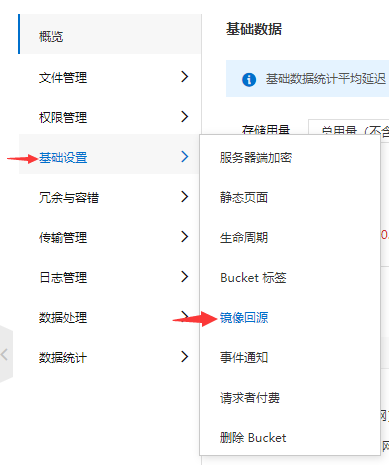 概览
文件管理
权限管理
基础设置
冗余与容错
传输管理
日志管理
数据处理
数据统计
基础数据
基础数据统计平均延迟
存储用量
总用量（不含
服务器端加密
静态页面
生命周期
Bucket 标签
镜像回源
事件通知
请求者付费
删除 Bucket